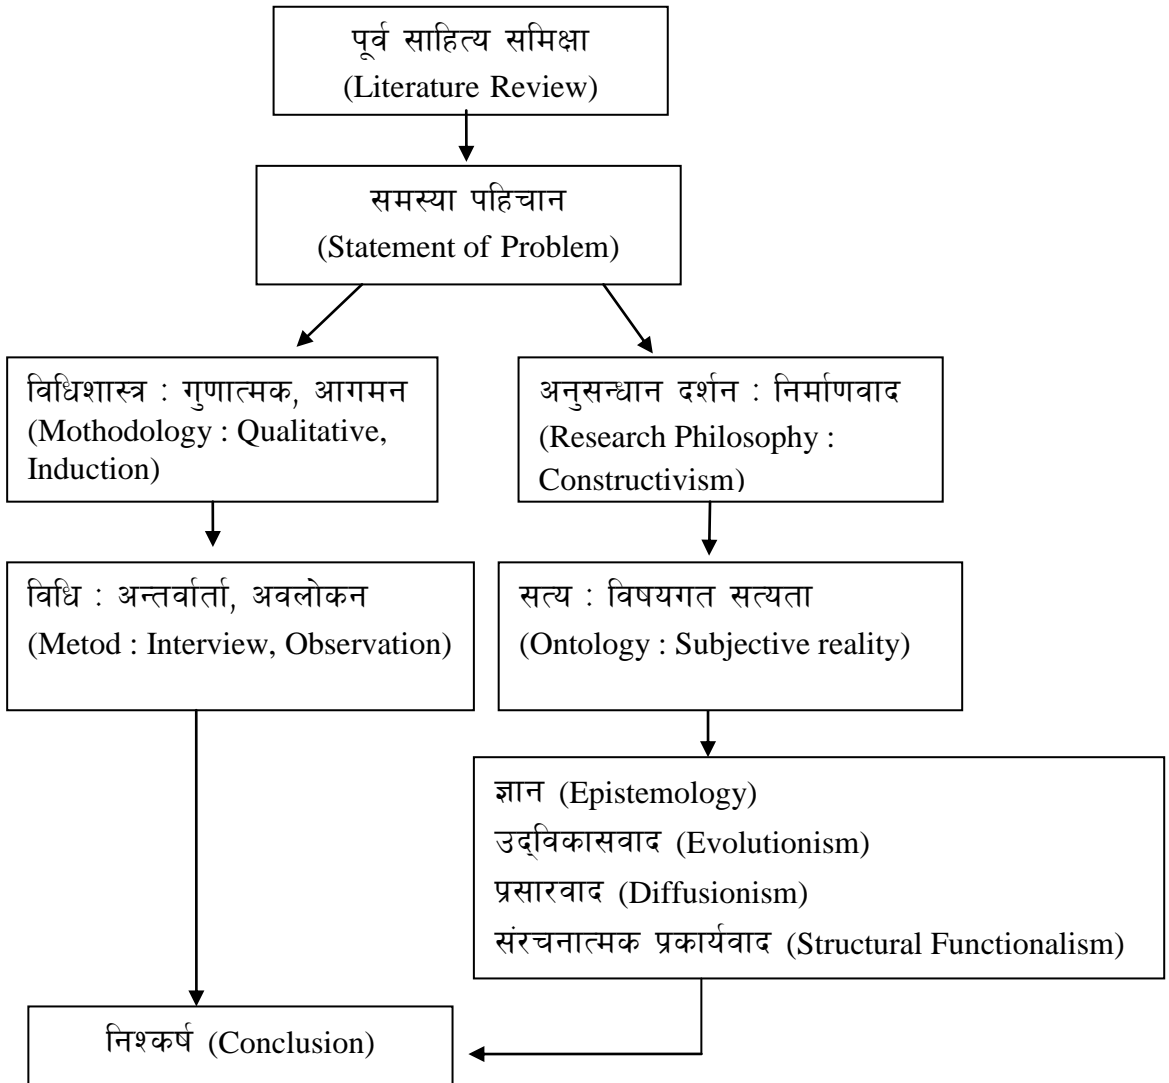 पूर्व साहित्य समिक्षा
(Literature Review)
समस्या पहिचान
(Statement of Problem)
विधिशास्त्र : गुणात्मक, आगमन
(Mothodology : Qualitative,
Induction)
अनुसन्धान दर्शन : निर्माणवाद
(Research Philosophy :
Constructivism)
विधि : अन्तर्वार्ता, अवलोकन
(Metod : Interview, Observation)
सत्य : विषयगत सत्यता
(Ontology : Subjective reality)
ज्ञान (Epistemology)
उद्‌विकासवाद (Evolutionism)
प्रसारवाद (Diffusionism)
संरचनात्मक प्रकार्यवाद (Structural Functionalism)
निश्कर्ष (Conclusion)